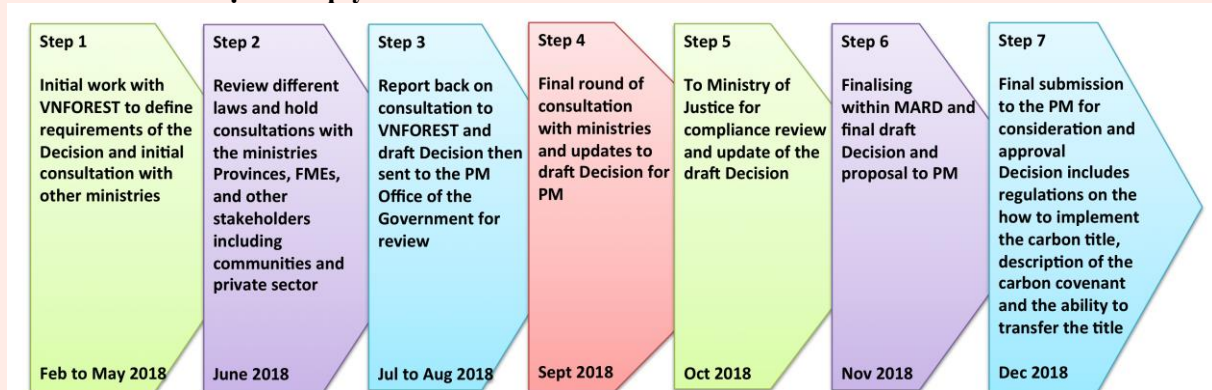 Step 1
Initial work with
VNFOREST to define
requirements of the
Decision and initial
consultation with
other ministries
Feb to May 2018
Step 2
Review different
laws and hold
consultations with
the ministries
Provinces, FMEs,
and other
stakeholders
including
communities and
private sector
June 2018
Step 3
Report back on
consultation to
VNFOREST and
draft Decision then
sent to the PM
Office of the
Government for
review
Jul to Aug 2018
Step 4
Final round of
consultation
with ministries
and updates to
draft Decision for
PM
Sept 2018
Step 5
To Ministry of
Justice for
compliance review
and update of the
draft Decision
Oct 2018
Step 6
Finalising
within MARD and
final draft
Decision and
proposal to PM
Nov 2018
Step 7
Final submission
to the PM for
consideration and
approval
Decision includes
regulations on the
how to implement
the carbon title,
description of the
carbon covenant
and the ability to
transfer the title
Dec 2018